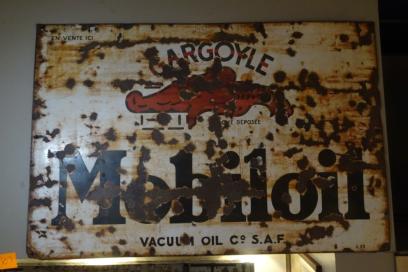 EN VENTE ICI
GARGOYLE
DÉPOSÉE
Mobiloil
VACUUM OIL Cº S.A.F.